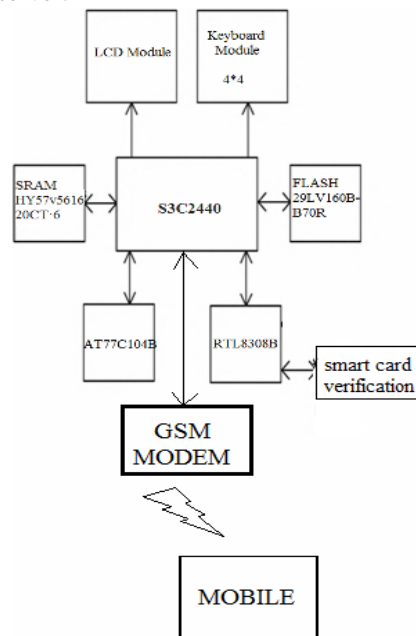 LCD Module
Keyboard
Module
4*4
SRAM
HY57v5616
20CT-6
S3C2440
FLASH
29LV160B-
B70R
AT77C104B
RTL8308B
smart card
verification
GSM
MODEM
MOBILE